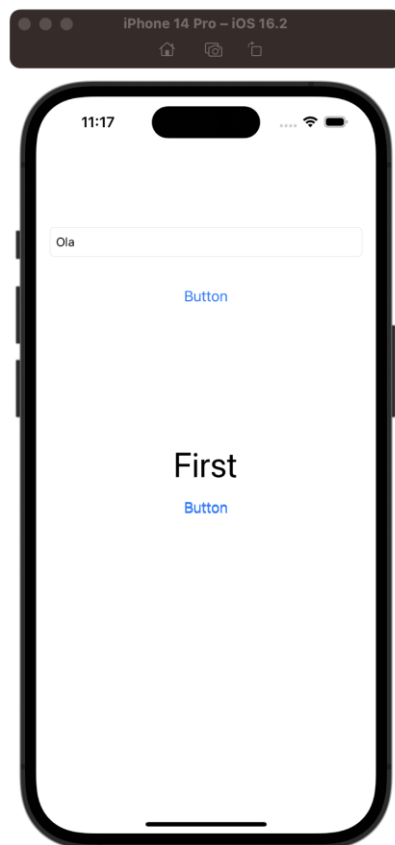 iPhone 14 Pro – iOS 16.2
11:17
Ola
Button
First
Button